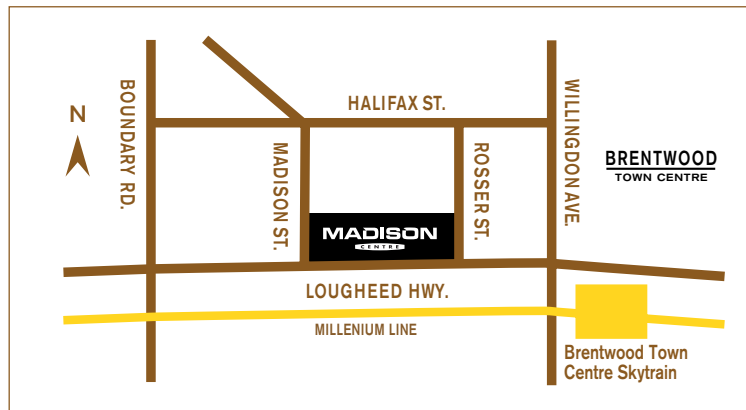 HALIFAX ST.
N
BOUNDARY RD.
MADISON ST.
ROSSER ST.
WILLINGDON AVE.
BRENTWOOD
TOWN CENTRE
MADISON
CENTRE
LOUGHEED HWY.
MILLENIUM LINE
Brentwood Town
Centre Skytrain